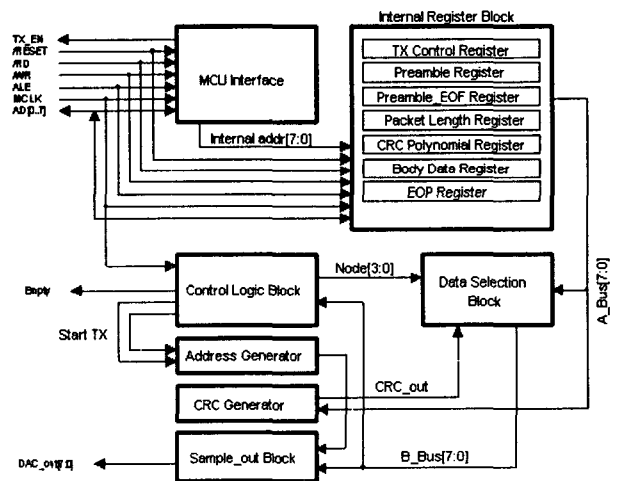 Internal Register Block
TX_EN
/RESET
/RD
/WR
ALE
MCLK
AD[0..7]
MCU Interface
TX Control Register
Preamble Register
Preamble_EOF Register
Packet Length Register
CRC Polynomial Register
Body Data Register
EOP Register
Internal addr[7:0]
Control Logic Block
Node[3:0]
Data Selection
Block
A_Bus[7:0]
Empty
Start TX
Address Generator
CRC_out
CRC Generator
Sample_out Block
B_Bus[7:0]
DAC_out[7:0]